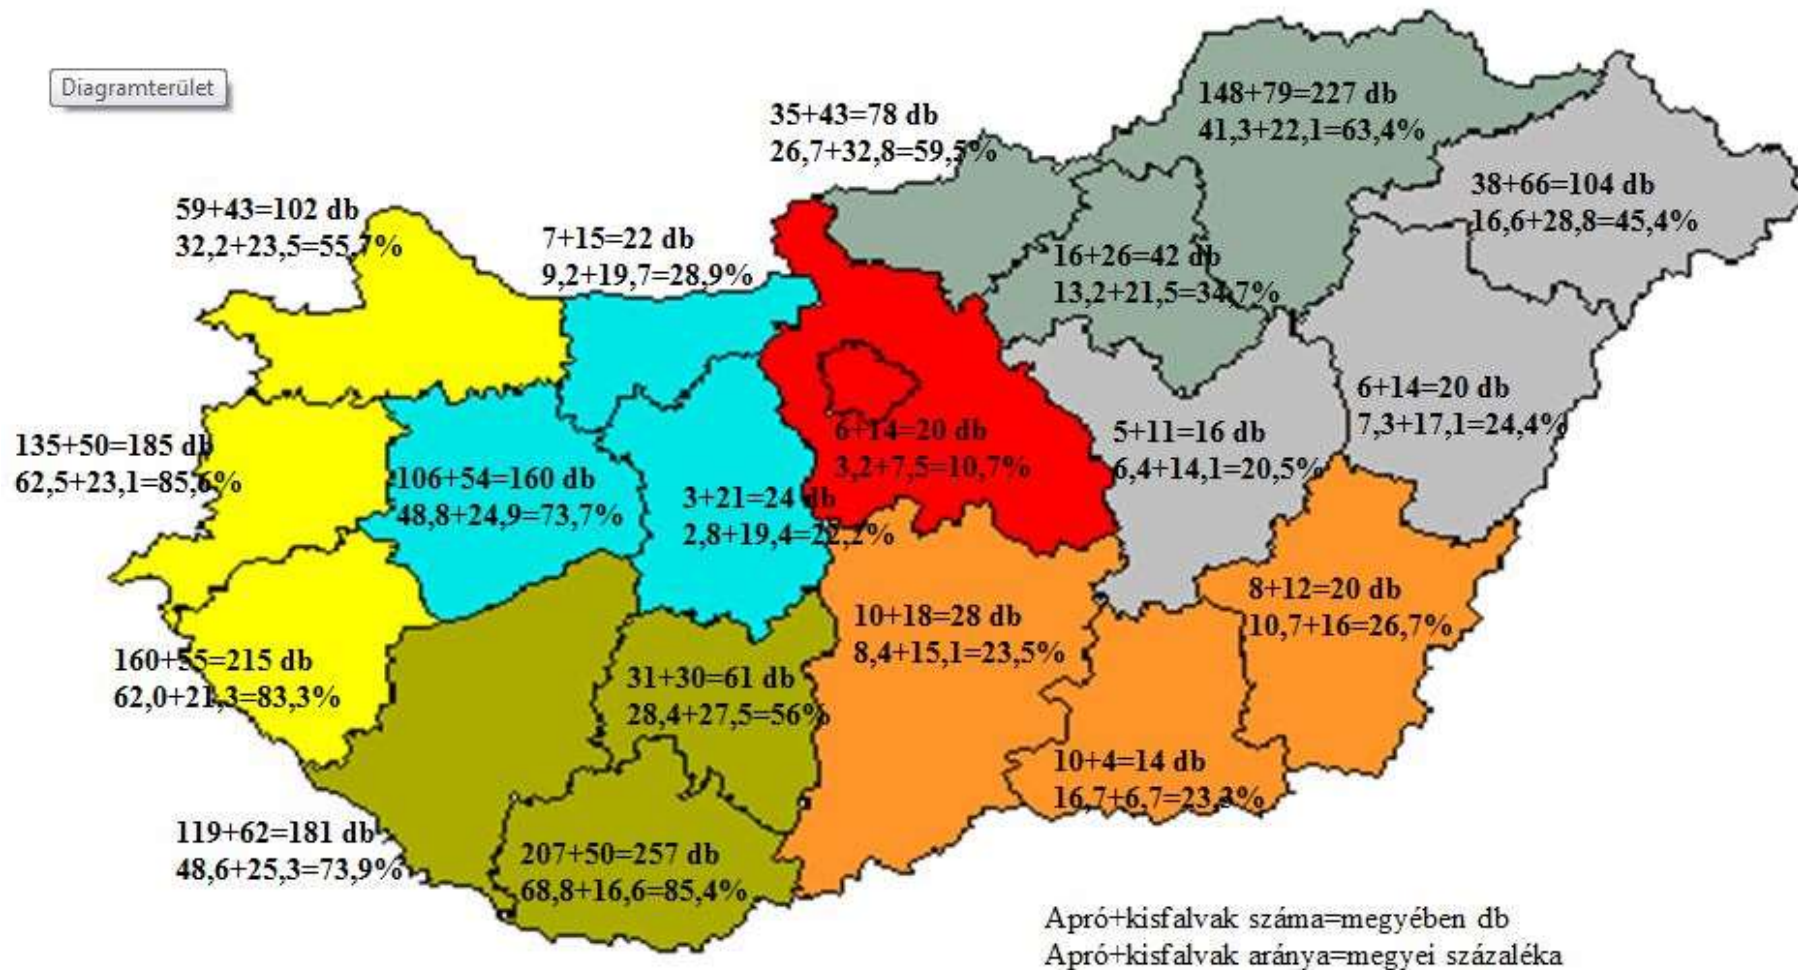 Diagramterület
35+43=78 db
26,7+32,8=59,5%
148+79=227 db
41,3+22,1=63,4%
38+66=104 db
16,6+28,8=45,4%
59+43=102 db
32,2+23,5=55,7%
7+15=22 db
9,2+19,7=28,9%
16+26=42 db
13,2+21,5=34,7%
6+14=20 db
7,3+17,1=24,4%
135+50=185 db
62,5+23,1=85,6%
106+54=160 db
48,8+24,9=73,7%
3+21=24 db
2,8+19,4=22,2%
6+14=20 db
3,2+7,5=10,7%
5+11=16 db
6,4+14,1=20,5%
8+12=20 db
10,7+16=26,7%
10+18=28 db
8,4+15,1=23,5%
160+55=215 db
62,0+21,3=83,3%
31+30=61 db
28,4+27,5=56%
10+4=14 db
16,7+6,7=23,3%
119+62=181 db
48,6+25,3=73,9%
207+50=257 db
68,8+16,6=85,4%
Apró+kisfalvak száma=megyében db
Apró+kisfalvak aránya=megyei százaléka